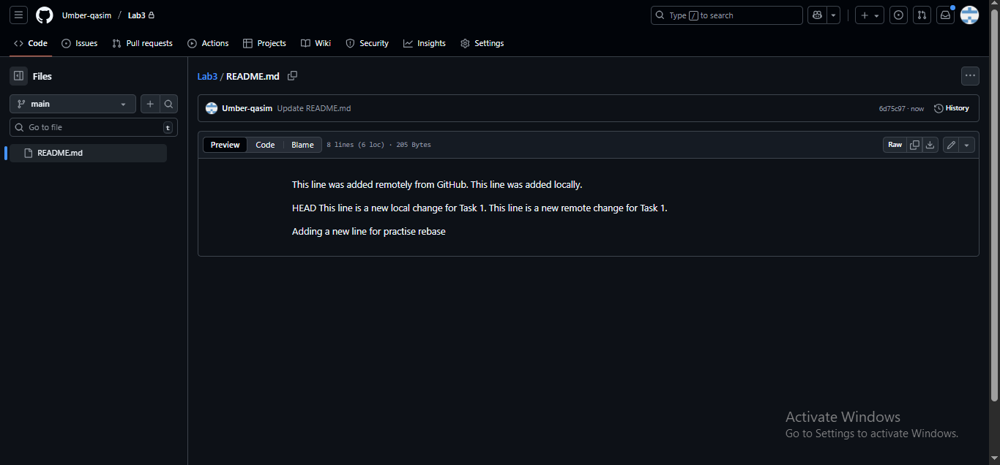 Umber-qasim / Lab3
Type / to search
Code Issues Pull requests Actions Projects Wiki Security Insights Settings
Files
main
Go to file t
README.md
Lab3 / README.md
Umber-qasim Update README.md 6d75c97 · now History
Preview Code Blame 8 lines (6 loc) · 205 Bytes Raw
This line was added remotely from GitHub. This line was added locally.
HEAD This line is a new local change for Task 1. This line is a new remote change for Task 1.
Adding a new line for practise rebase
Activate Windows
Go to Settings to activate Windows.